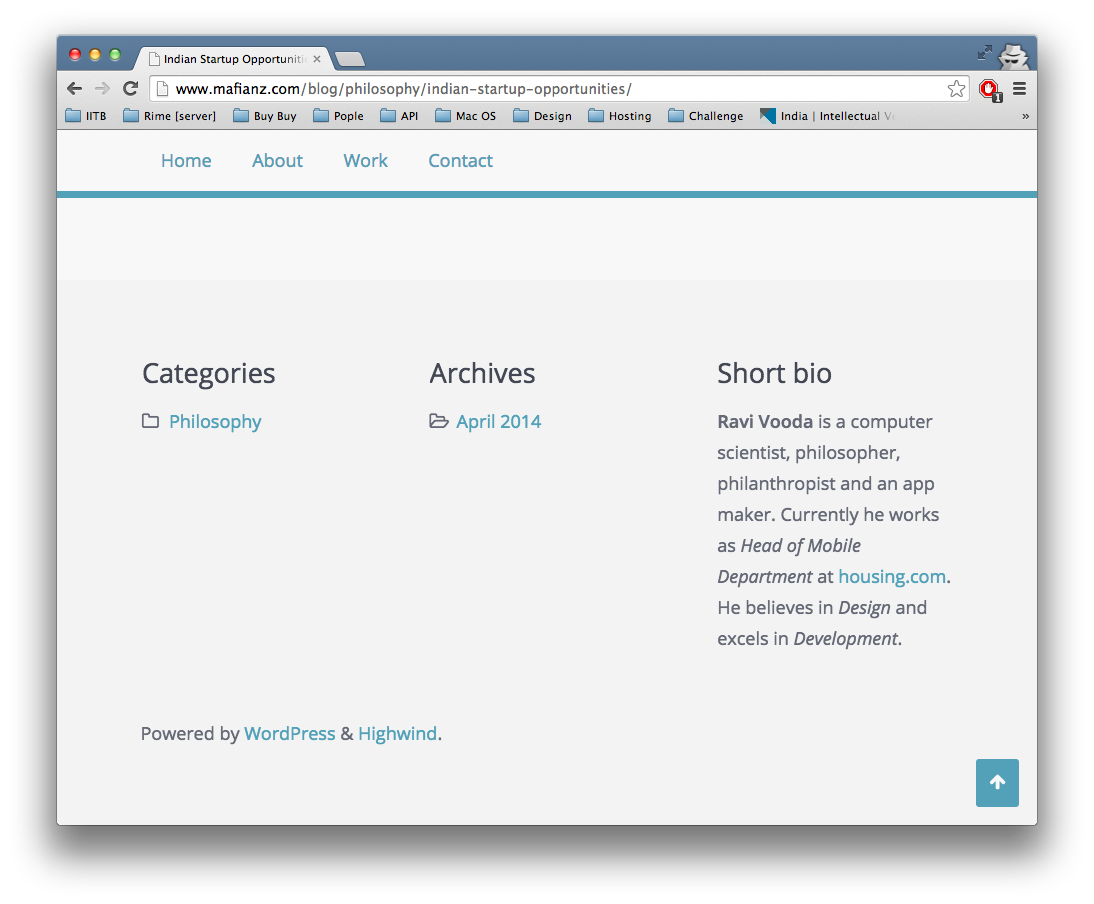 Indian Startup Opportuniti
www.mafianz.com/blog/philosophy/indian-startup-opportunities/
1
IITB Rime [server] Buy Buy Pople API Mac OS Design Hosting Challenge India | Intellectual V »
Home About Work Contact
Categories
Philosophy
Archives
April 2014
Short bio
Ravi Vooda is a computer
scientist, philosopher,
philanthropist and an app
maker. Currently he works
as Head of Mobile
Department at housing.com.
He believes in Design and
excels in Development.
Powered by WordPress & Highwind.